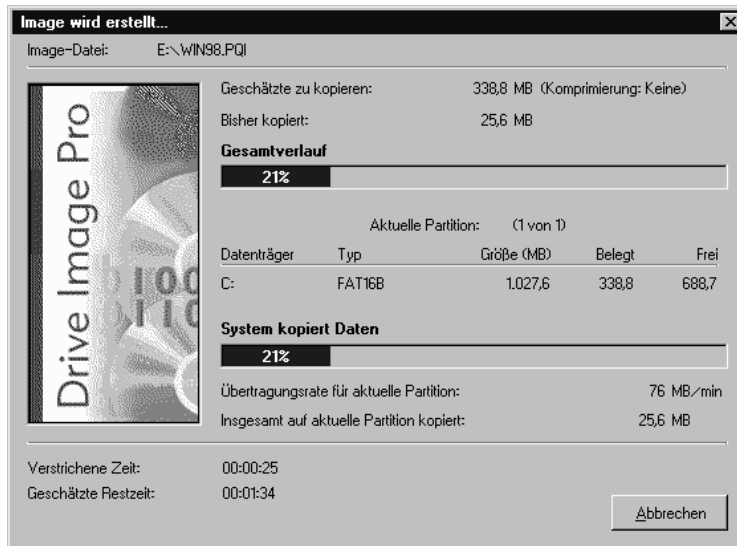 Image wird erstellt...
Image-Datei: E:\WIN98.PQI
Drive Image Pro
Geschätzte zu kopieren: 338,8 MB (Komprimierung: Keine)
Bisher kopiert: 25,6 MB
Gesamtverlauf
21%
Aktuelle Partition: (1 von 1)
Datenträger Typ Größe (MB) Belegt Frei
C: FAT16B 1.027,6 338,8 688,7
System kopiert Daten
21%
Übertragungsrate für aktuelle Partition: 76 MB/min
Insgesamt auf aktuelle Partition kopiert: 25,6 MB
Verstrichene Zeit: 00:00:25
Geschätzte Restzeit: 00:01:34
Abbrechen